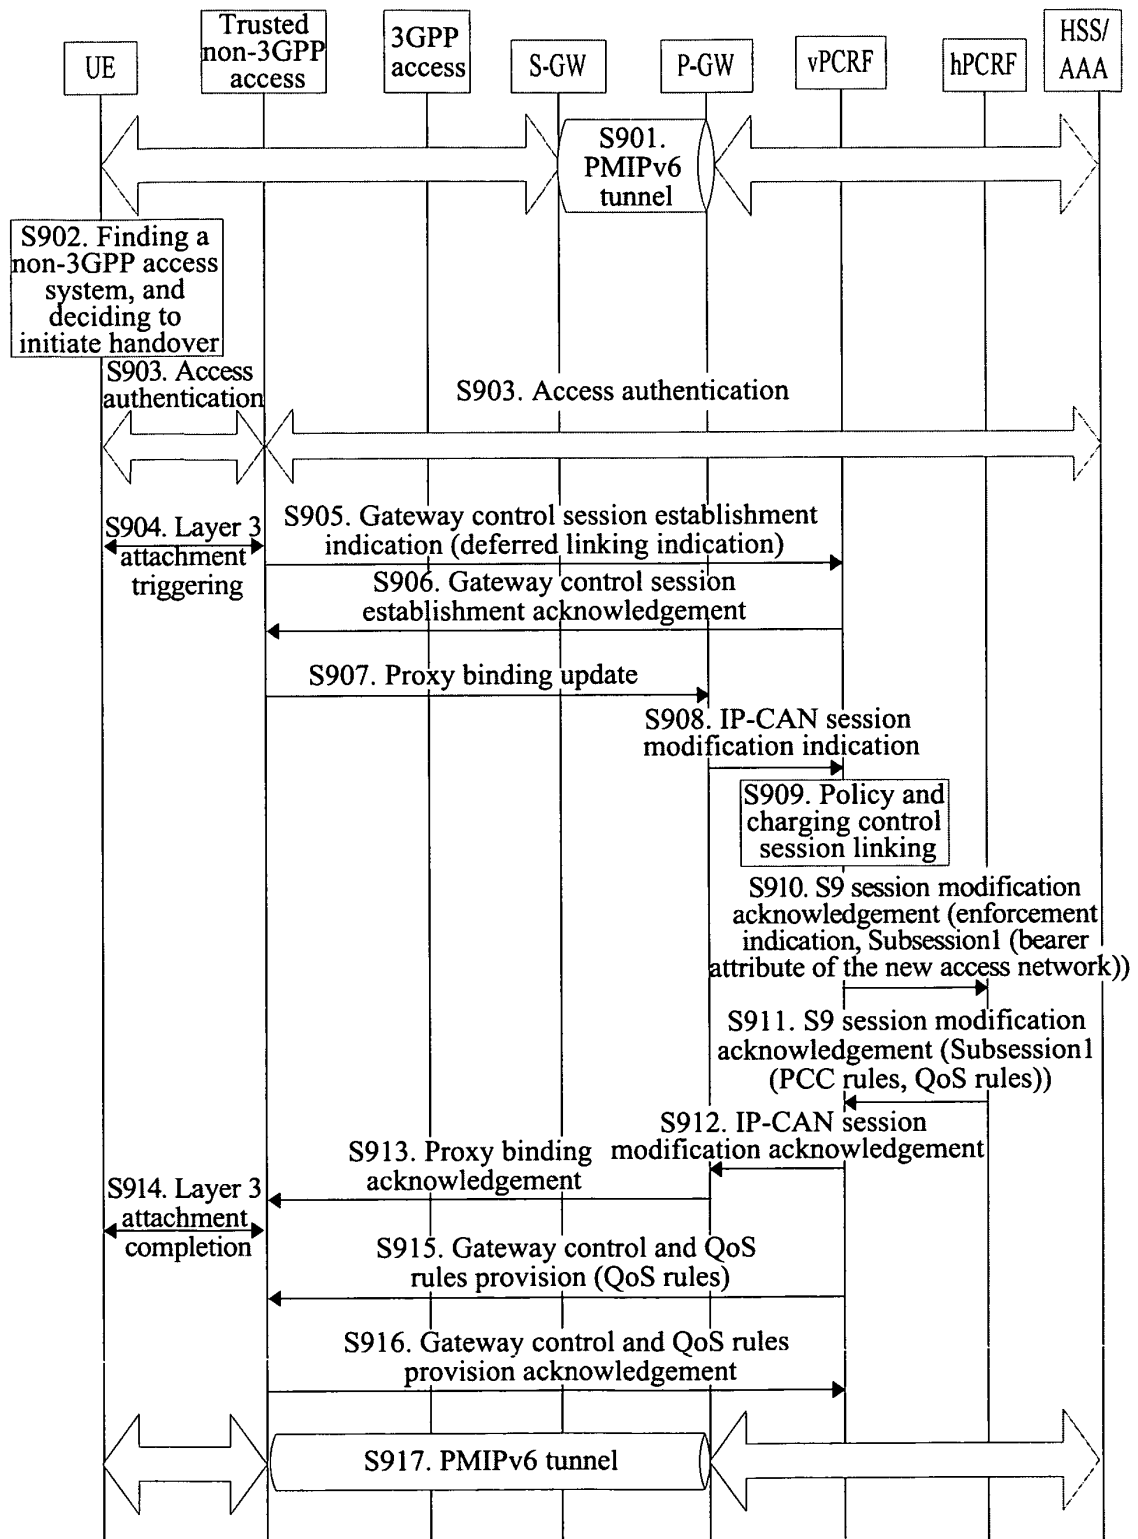 UE
Trusted
non-3GPP
access
3GPP
access
S-GW
P-GW
vPCRF
hPCRF
HSS/
AAA
S901.
PMIPv6
tunnel
S902. Finding a
non-3GPP access
system, and
deciding to
initiate handover
S903. Access
authentication
S903. Access authentication
S904. Layer 3
attachment
triggering
S905. Gateway control session establishment
indication (deferred linking indication)
S906. Gateway control session
establishment acknowledgement
S907. Proxy binding update
S908. IP-CAN session
modification indication
S909. Policy and
charging control
session linking
S910. S9 session modification
acknowledgement (enforcement
indication, Subsession1 (bearer
attribute of the new access network))
S911. S9 session modification
acknowledgement (Subsession1
(PCC rules, QoS rules))
S912. IP-CAN session
modification acknowledgement
S913. Proxy binding
acknowledgement
S914. Layer 3
attachment
completion
S915. Gateway control and QoS
rules provision (QoS rules)
S916. Gateway control and QoS rules
provision acknowledgement
S917. PMIPv6 tunnel